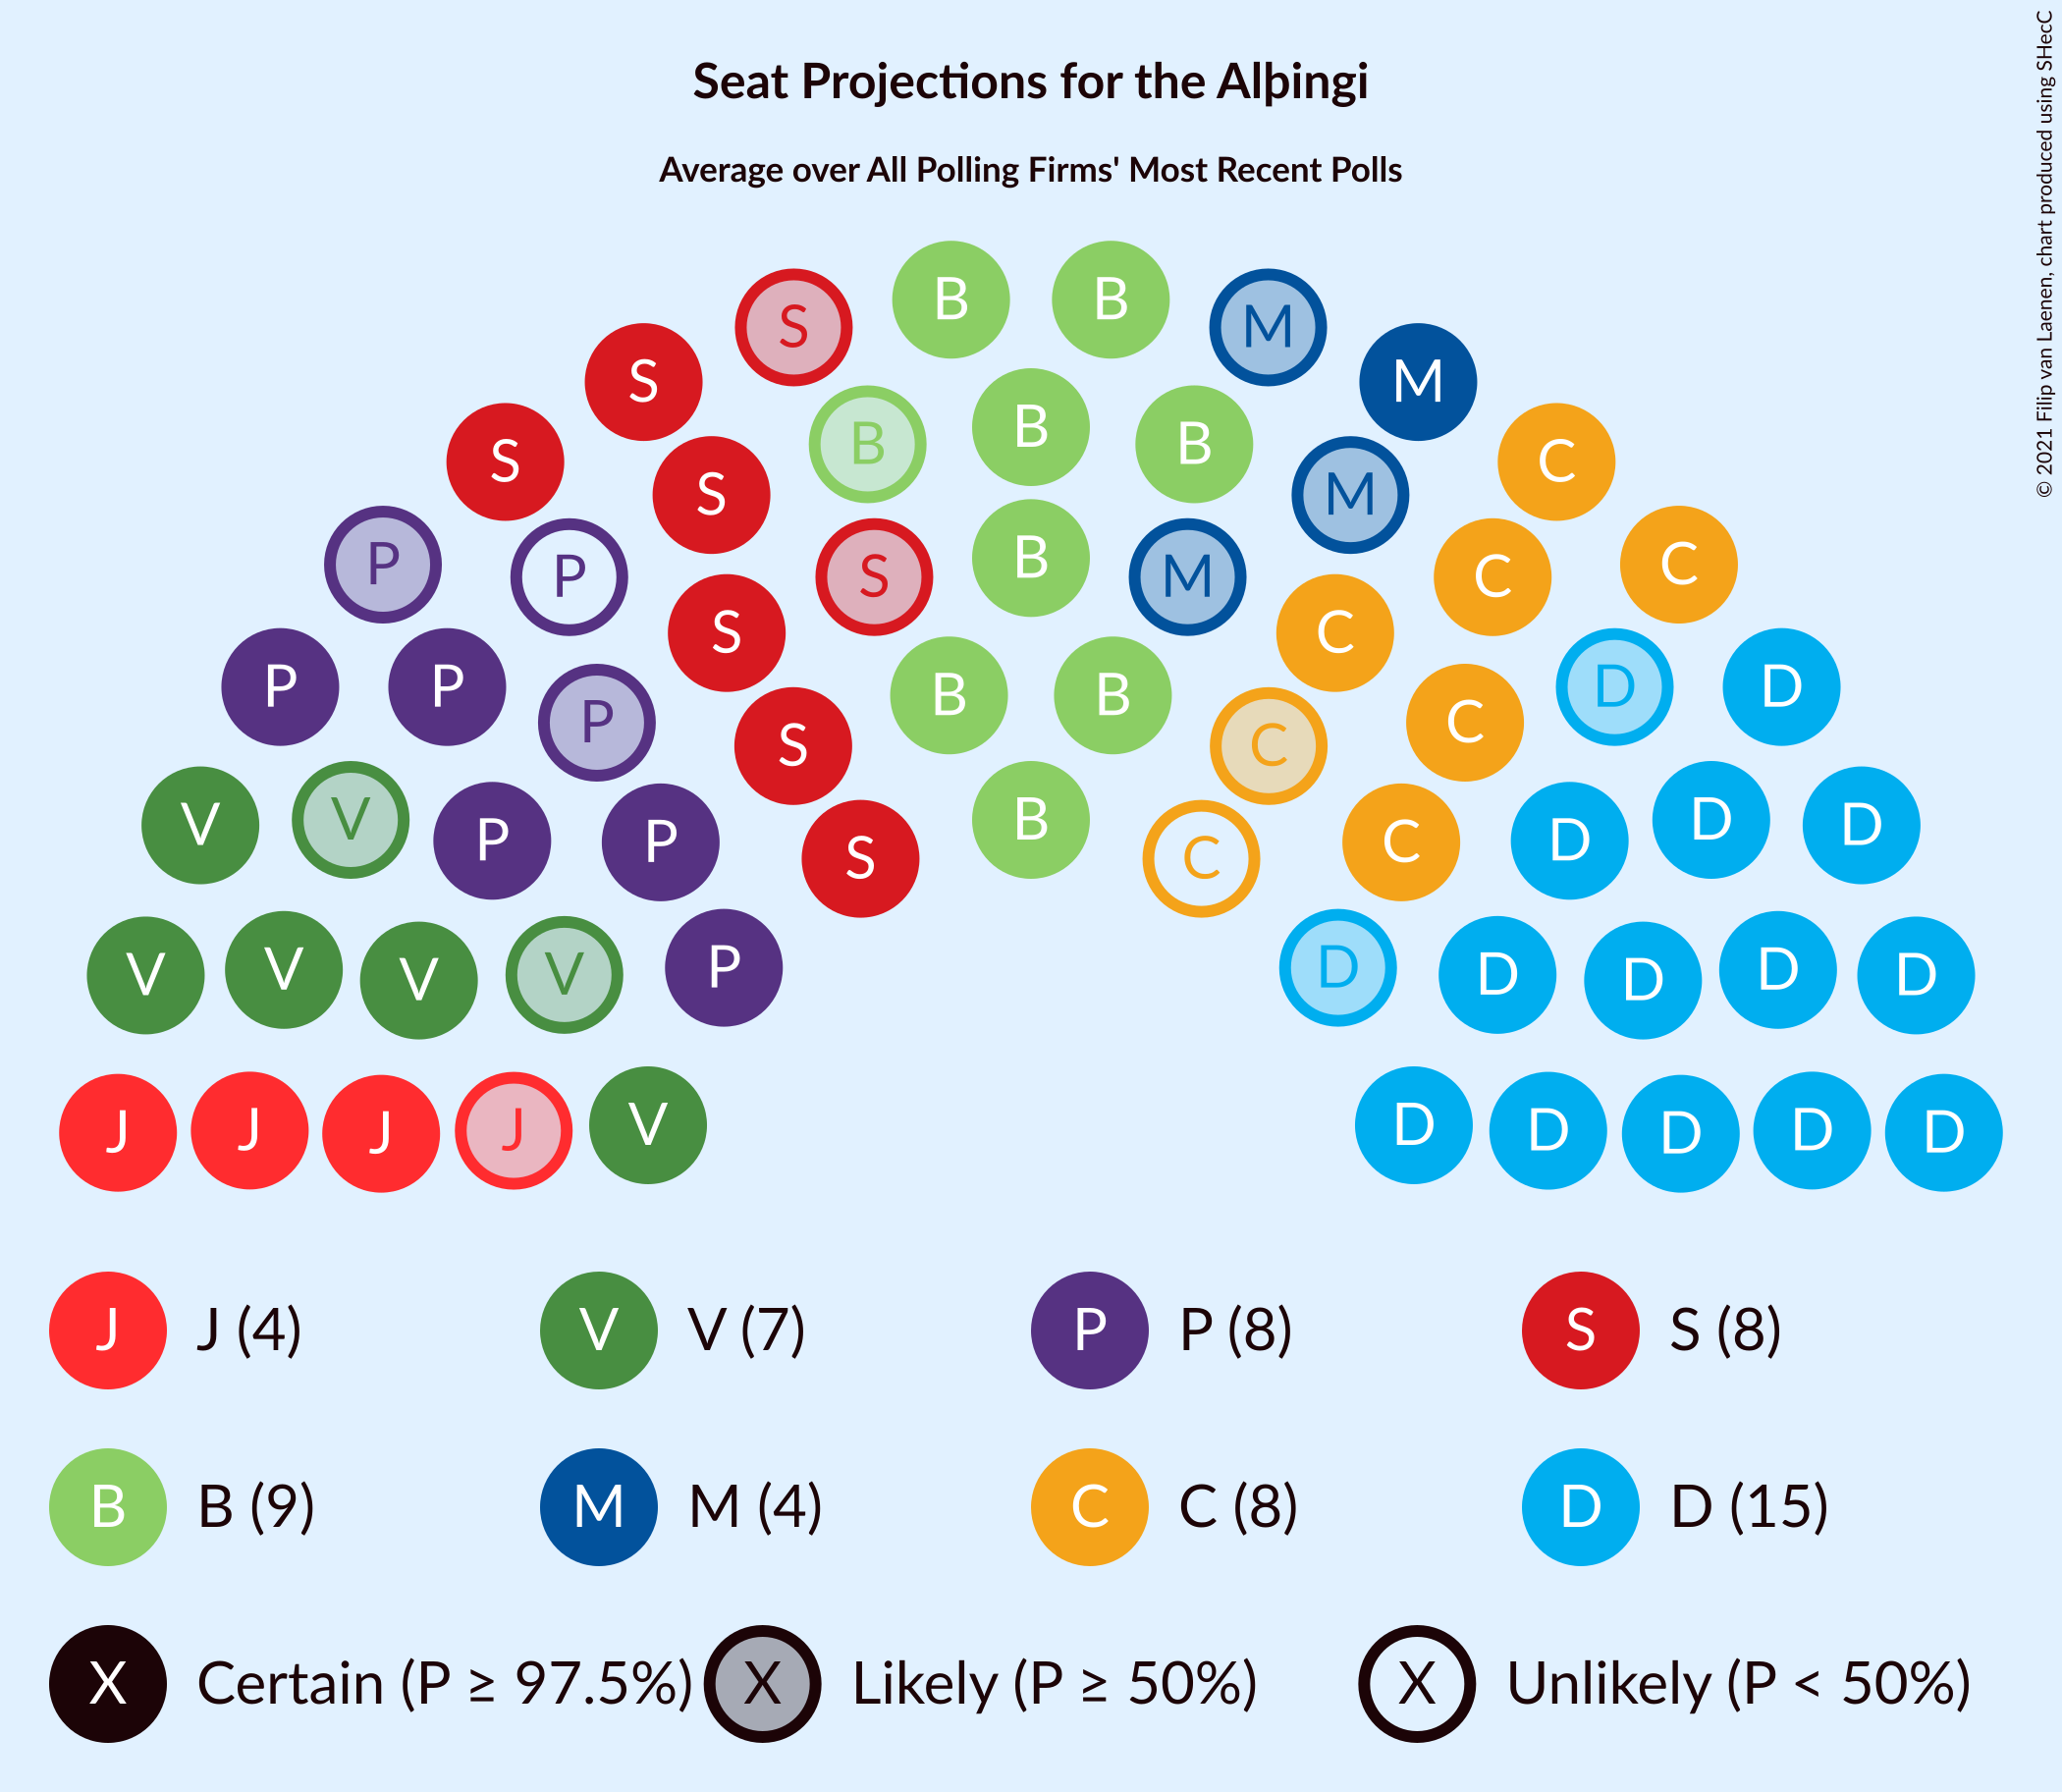 © 2021 Filip van Laenen, chart produced using SHecC
Seat Projections for the Alþingi
Average over All Polling Firms' Most Recent Polls
B B
S M
S M
B B B
S C
S M
P B C
P S M C
S C
P P B B D D
P C
S C
V V P P S B C C D D D
V V V V P D D D D D
J J J J V D D D D D
J J (4) V V (7) P P (8) S S (8)
B B (9) M M (4) C C (8) D D (15)
X Certain (P ≥ 97.5%) X Likely (P ≥ 50%) X Unlikely (P < 50%)